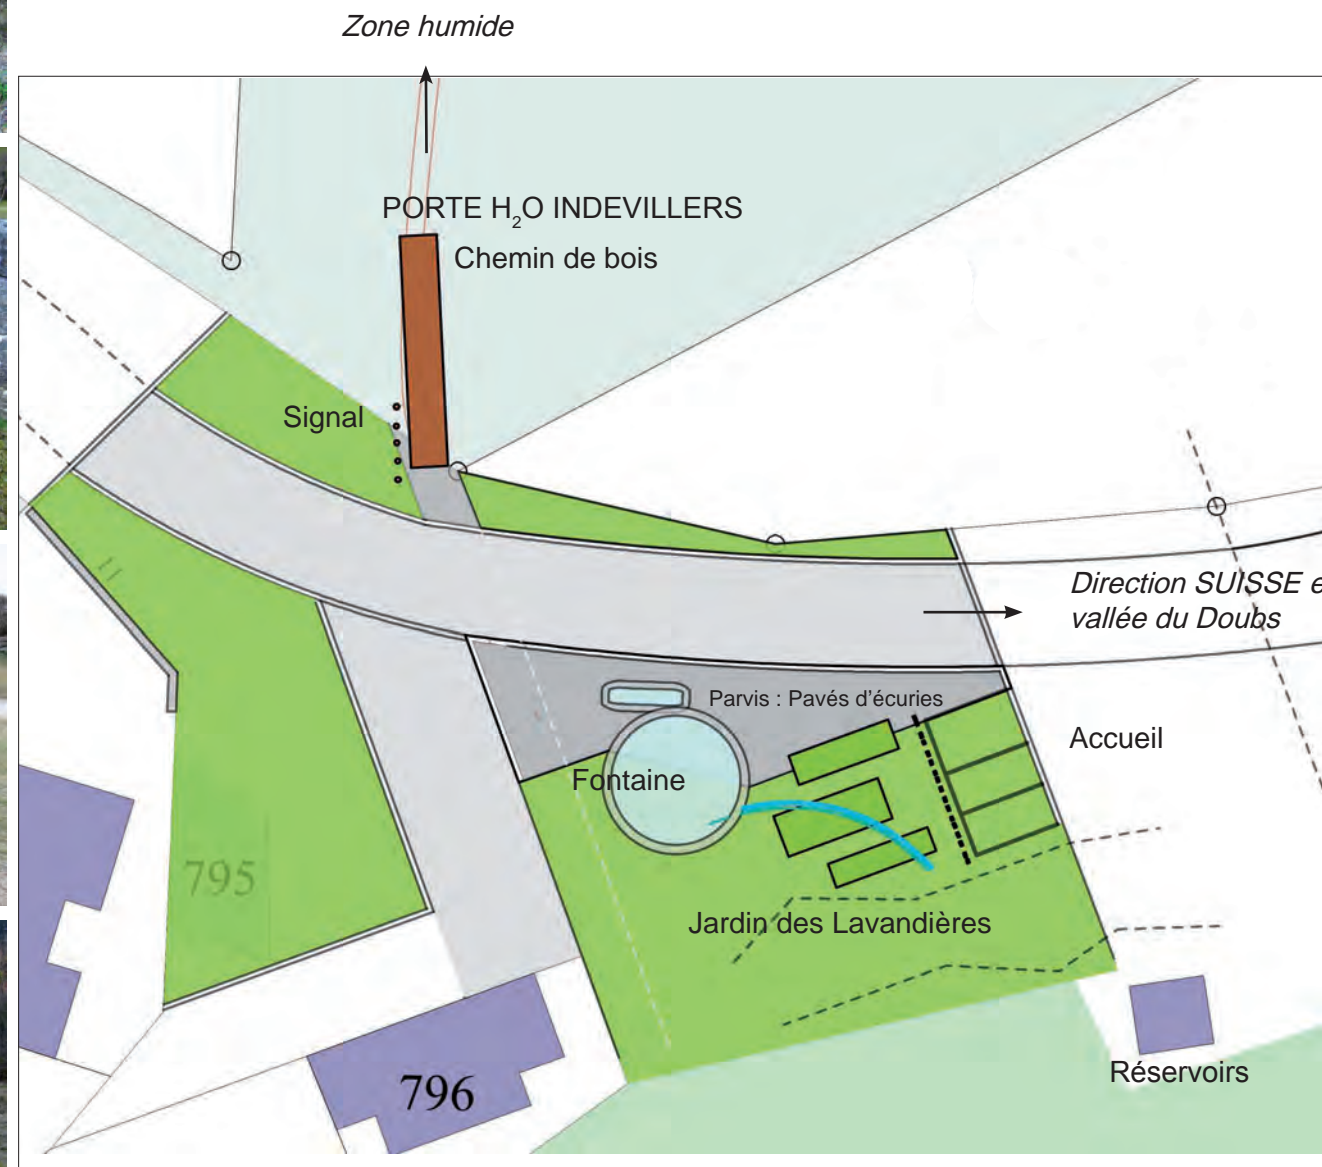 Zone humide
PORTE H₂O INDEVILLERS
Chemin de bois
Signal
Direction SUISSE e
vallée du Doubs
Parvis : Pavés d'écuries
Accueil
Fontaine
795
Jardin des Lavandières
Réservoirs
796